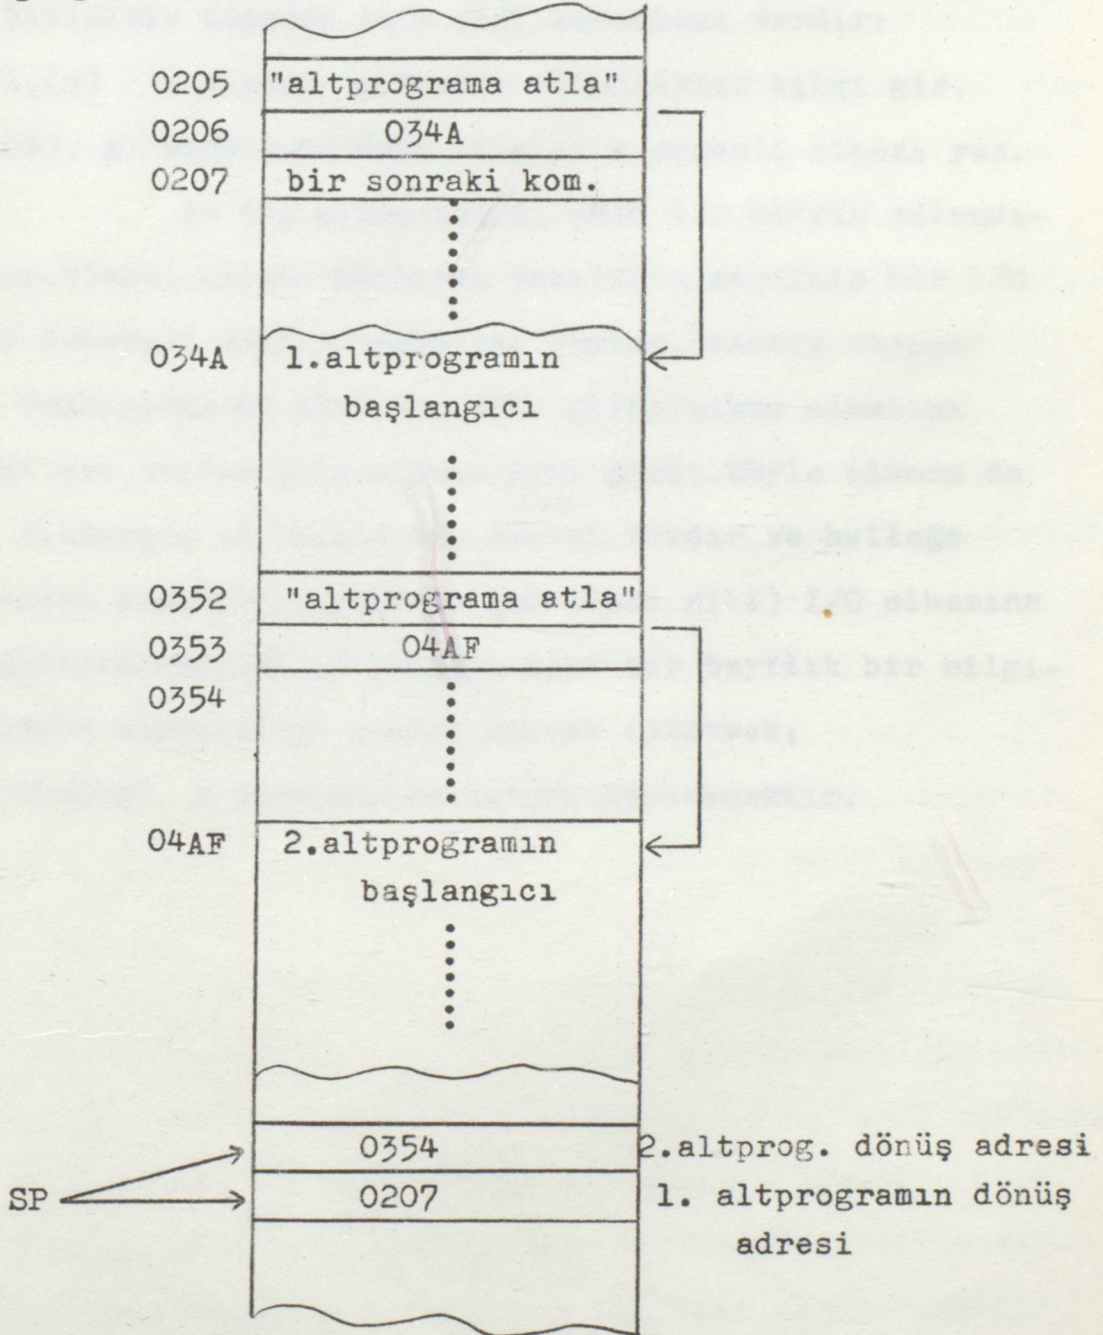 0205 "altprograma atla"
0206 034A
0207 bir sonraki kom.
034A 1.altprogramın
başlangıcı
0352 "altprograma atla"
0353 04AF
0354
04AF 2.altprogramın
başlangıcı
0354 2.altprog. dönüş adresi
SP 0207 1. altprogramın dönüş
adresi